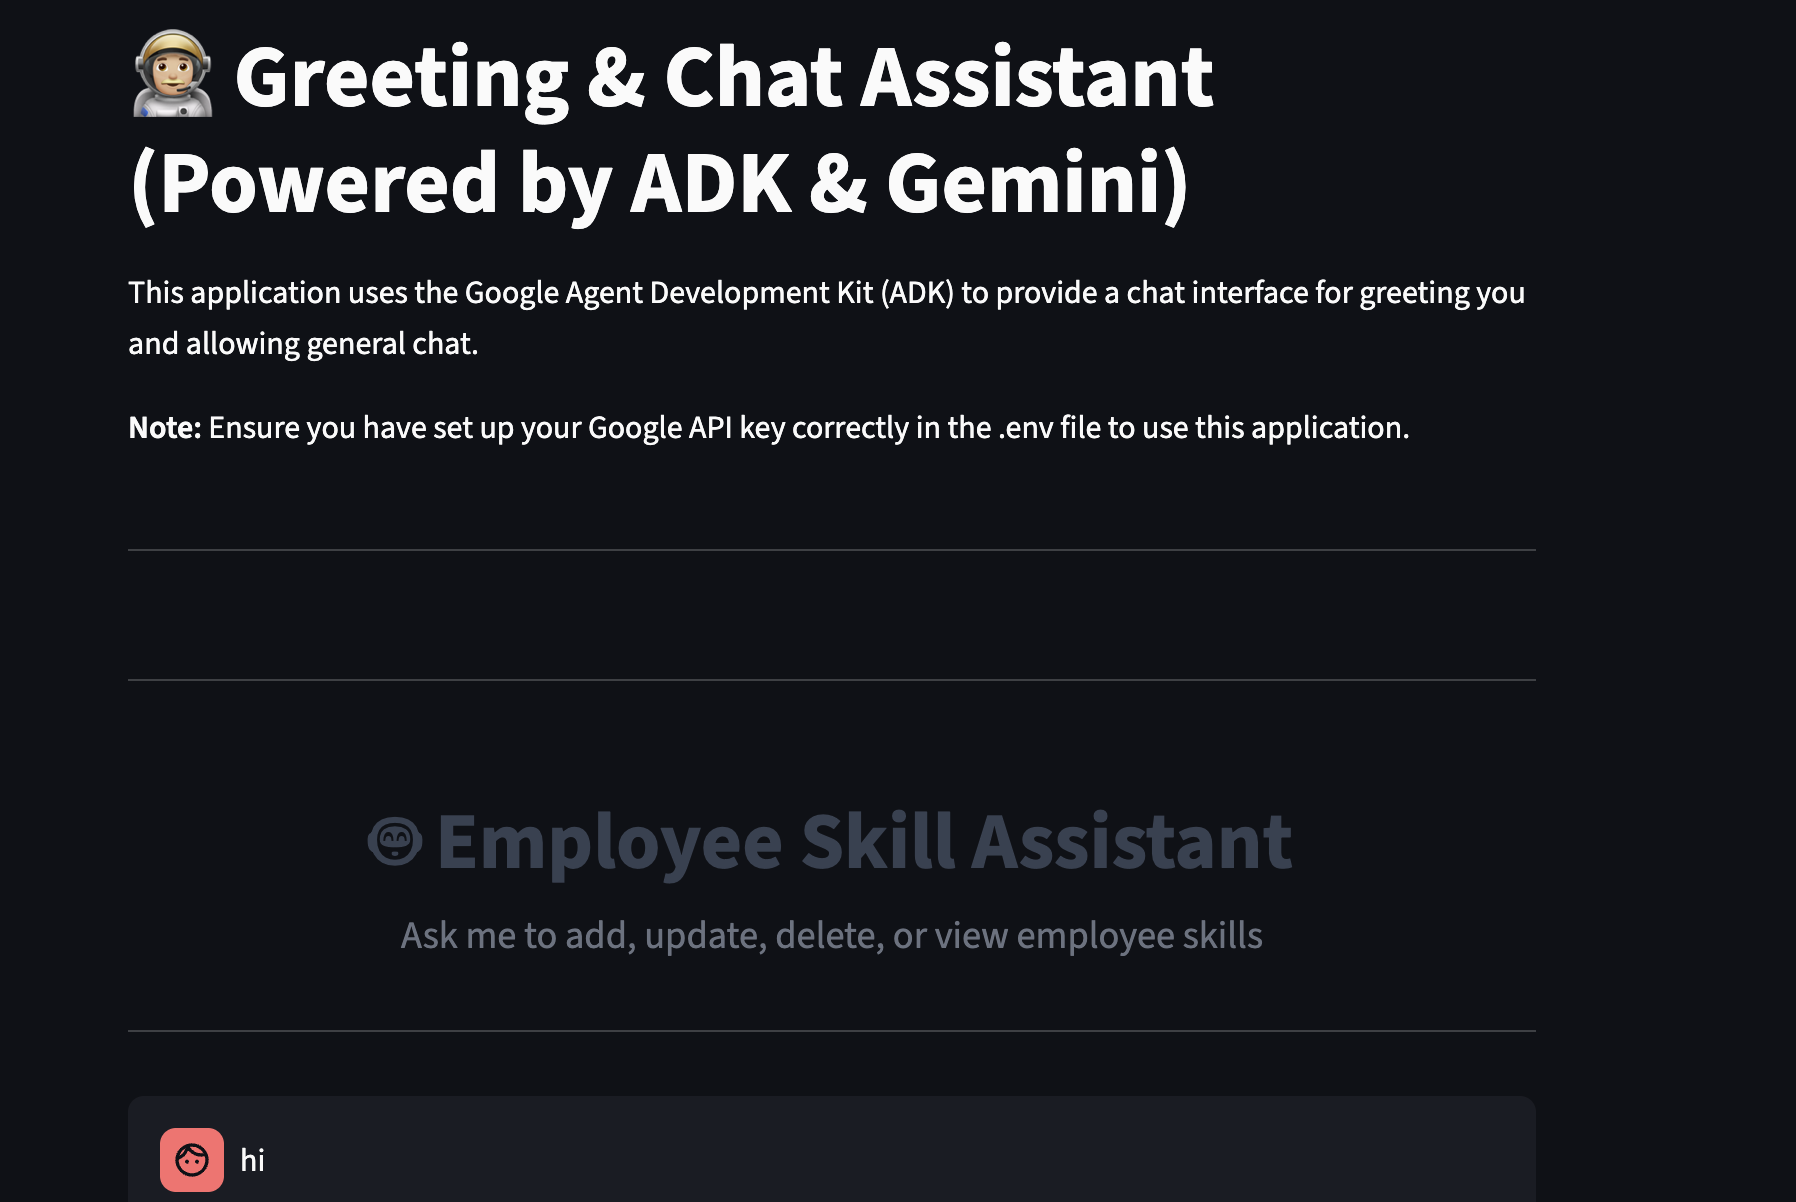 Greeting & Chat Assistant
(Powered by ADK & Gemini)
This application uses the Google Agent Development Kit (ADK) to provide a chat interface for greeting you
and allowing general chat.
Note: Ensure you have set up your Google API key correctly in the .env file to use this application.
Employee Skill Assistant
Ask me to add, update, delete, or view employee skills
hi